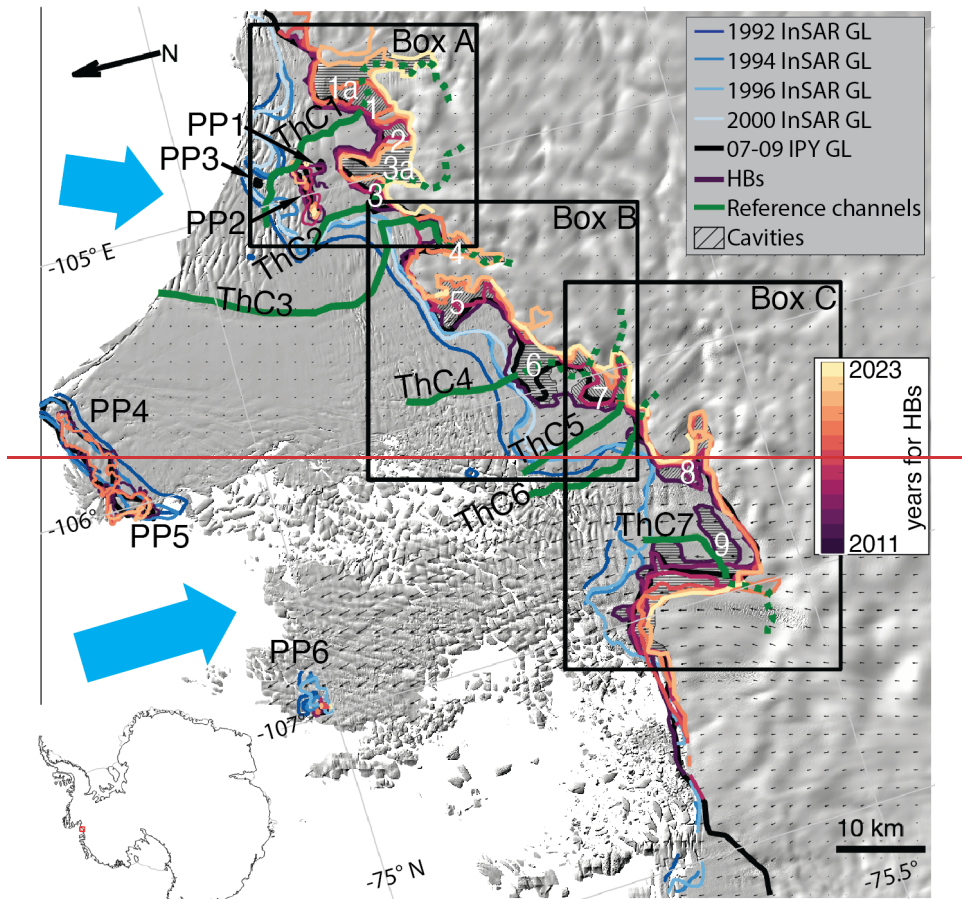 Box A
1992 InSAR GL
1994 InSAR GL
1996 InSAR GL
2000 InSAR GL
07-09 IPY GL
HBs
Reference channels
Cavities
N
1a
1
ThC1
PP1
2
PP3
3a
3
PP2
Box B
ThC2
4
-105° E
Box C
ThC3
5
6
2023
ThC4
7
PP4
years for HBs
ThC5
8
ThC6
-106°
PP5
ThC7
9
2011
PP6
-107°
10 km
-75° N
-75.5°